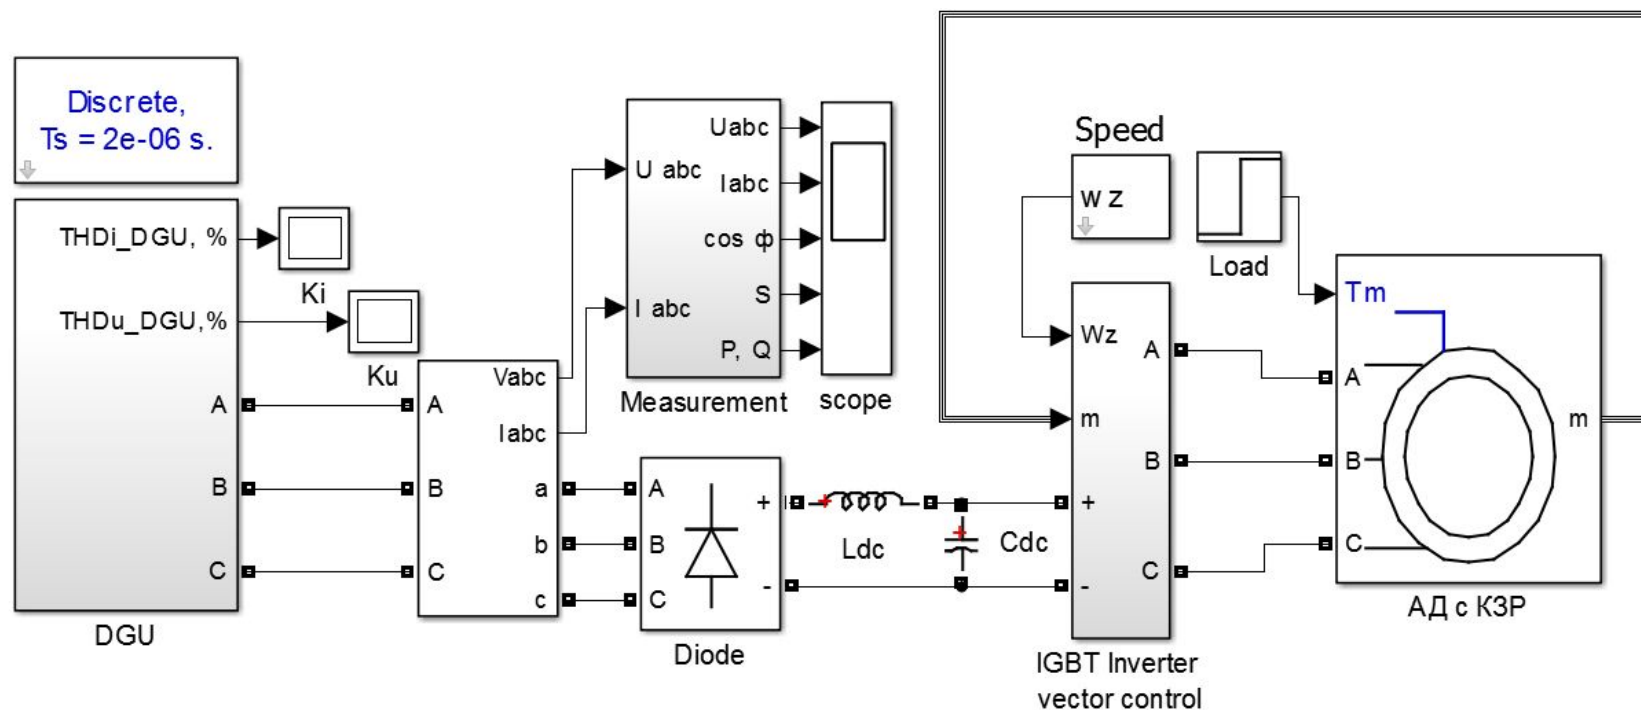 Discrete,
Ts = 2e-06 s.
THDi_DGU, %
THDu_DGU,%
A
B
C
DGU
Ki
Ku
A
B
C
Vabc
Iabc
a
b
c
U abc
I abc
Uabc
Iabc
cos ф
S
P, Q
Measurement
scope
A
B
C
+
-
Diode
+
Ldc
+
Cdc
Speed
w z
Load
Wz
m
+
-
A
B
C
IGBT Inverter
vector control
Tm
A
B
C
m
АД с КЗР